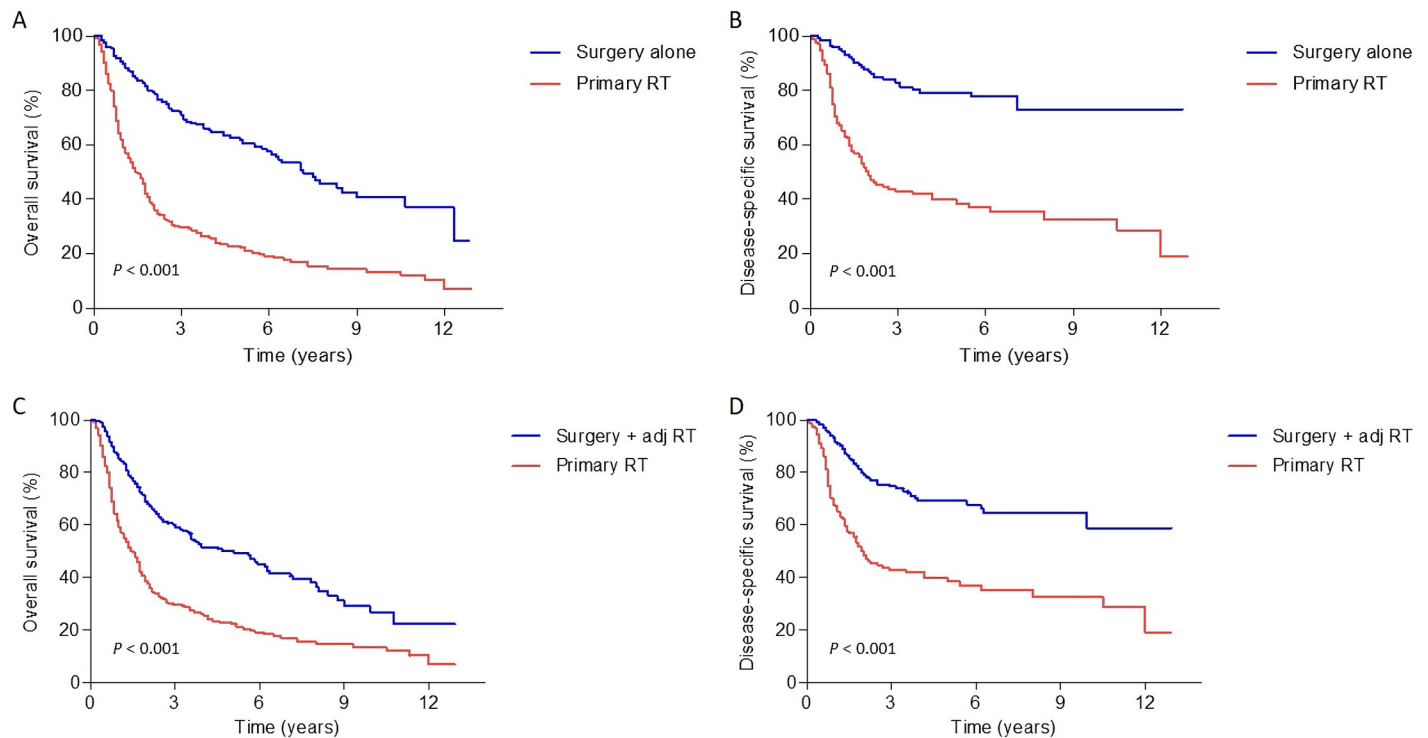 A
Overall survival (%)
100
80
60
40
20
0
0 3 6 9 12
Time (years)
P < 0.001
Surgery alone
Primary RT
B
Disease-specific survival (%)
100
80
60
40
20
0
0 3 6 9 12
Time (years)
P < 0.001
Surgery alone
Primary RT
C
Overall survival (%)
100
80
60
40
20
0
0 3 6 9 12
Time (years)
P < 0.001
Surgery + adj RT
Primary RT
D
Disease-specific survival (%)
100
80
60
40
20
0
0 3 6 9 12
Time (years)
P < 0.001
Surgery + adj RT
Primary RT